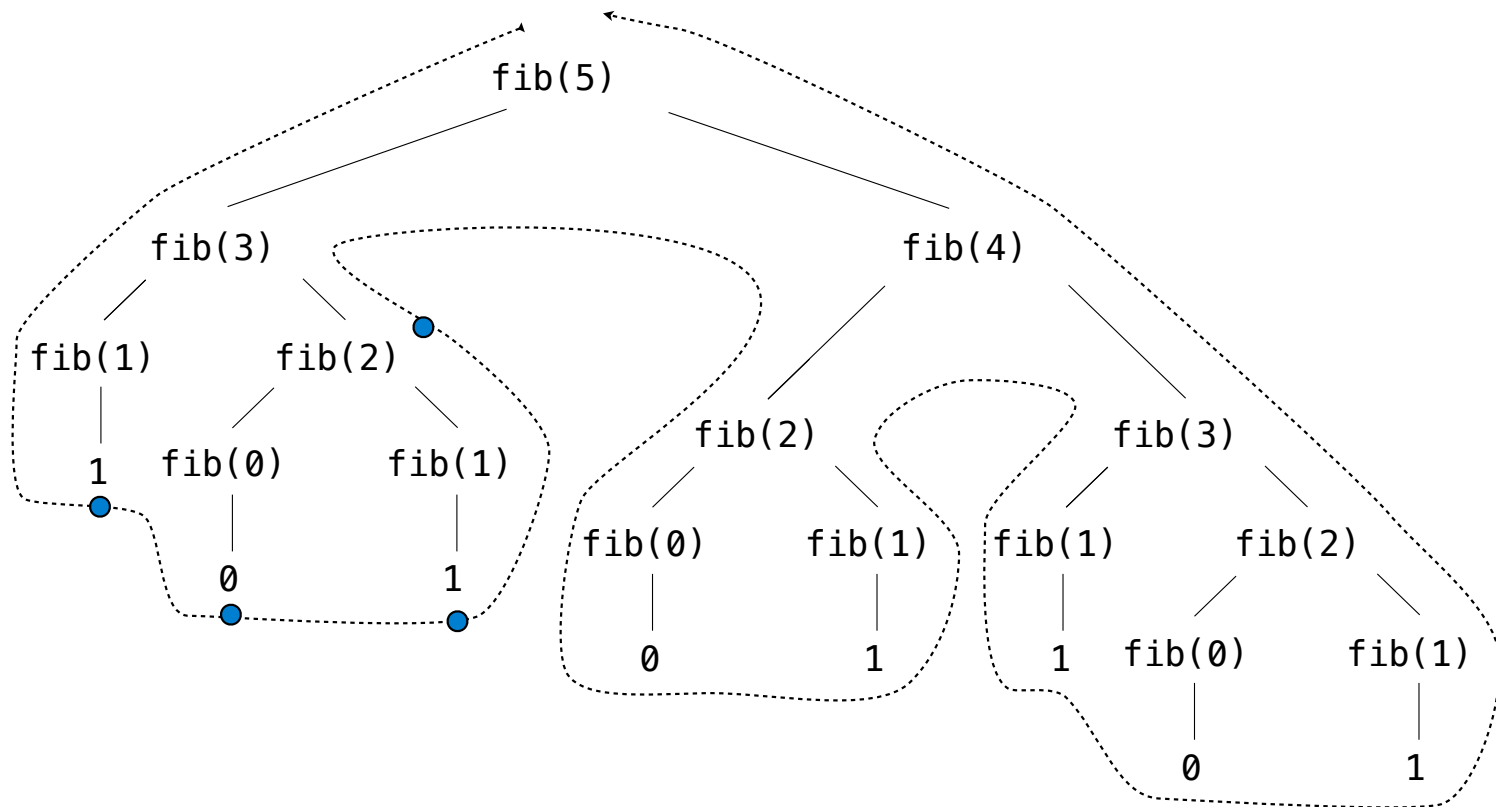 fib(5)
fib(3) fib(4)
fib(1) fib(2)
fib(2) fib(3)
1 fib(0) fib(1)
fib(0) fib(1) fib(1) fib(2)
0 1
0 1 1 fib(0) fib(1)
0 1